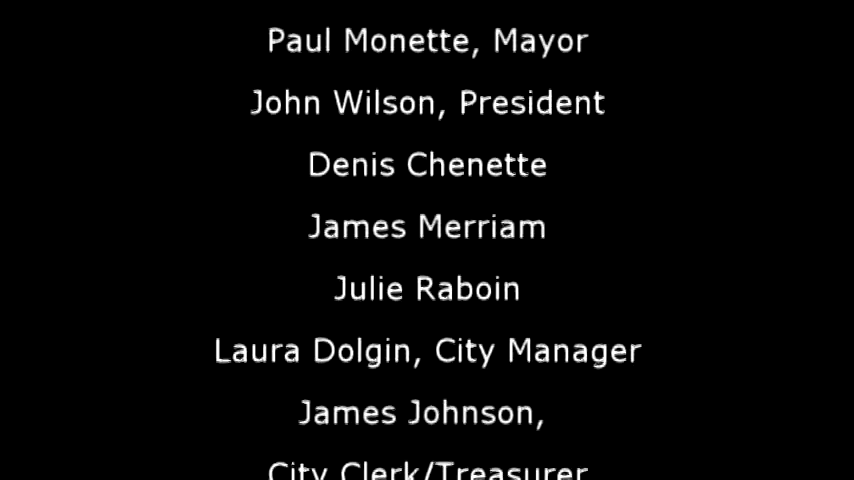 Paul Monette, Mayor
John Wilson, President
Denis Chenette
James Merriam
Julie Raboin
Laura Dolgin, City Manager
James Johnson,
City Clerk/Treasurer